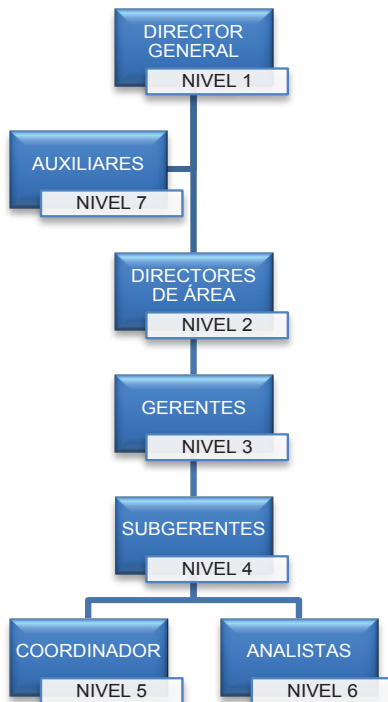 DIRECTOR
GENERAL
NIVEL 1
AUXILIARES
NIVEL 7
DIRECTORES
DE ÁREA
NIVEL 2
GERENTES
NIVEL 3
SUBGERENTES
NIVEL 4
COORDINADOR
NIVEL 5
ANALISTAS
NIVEL 6